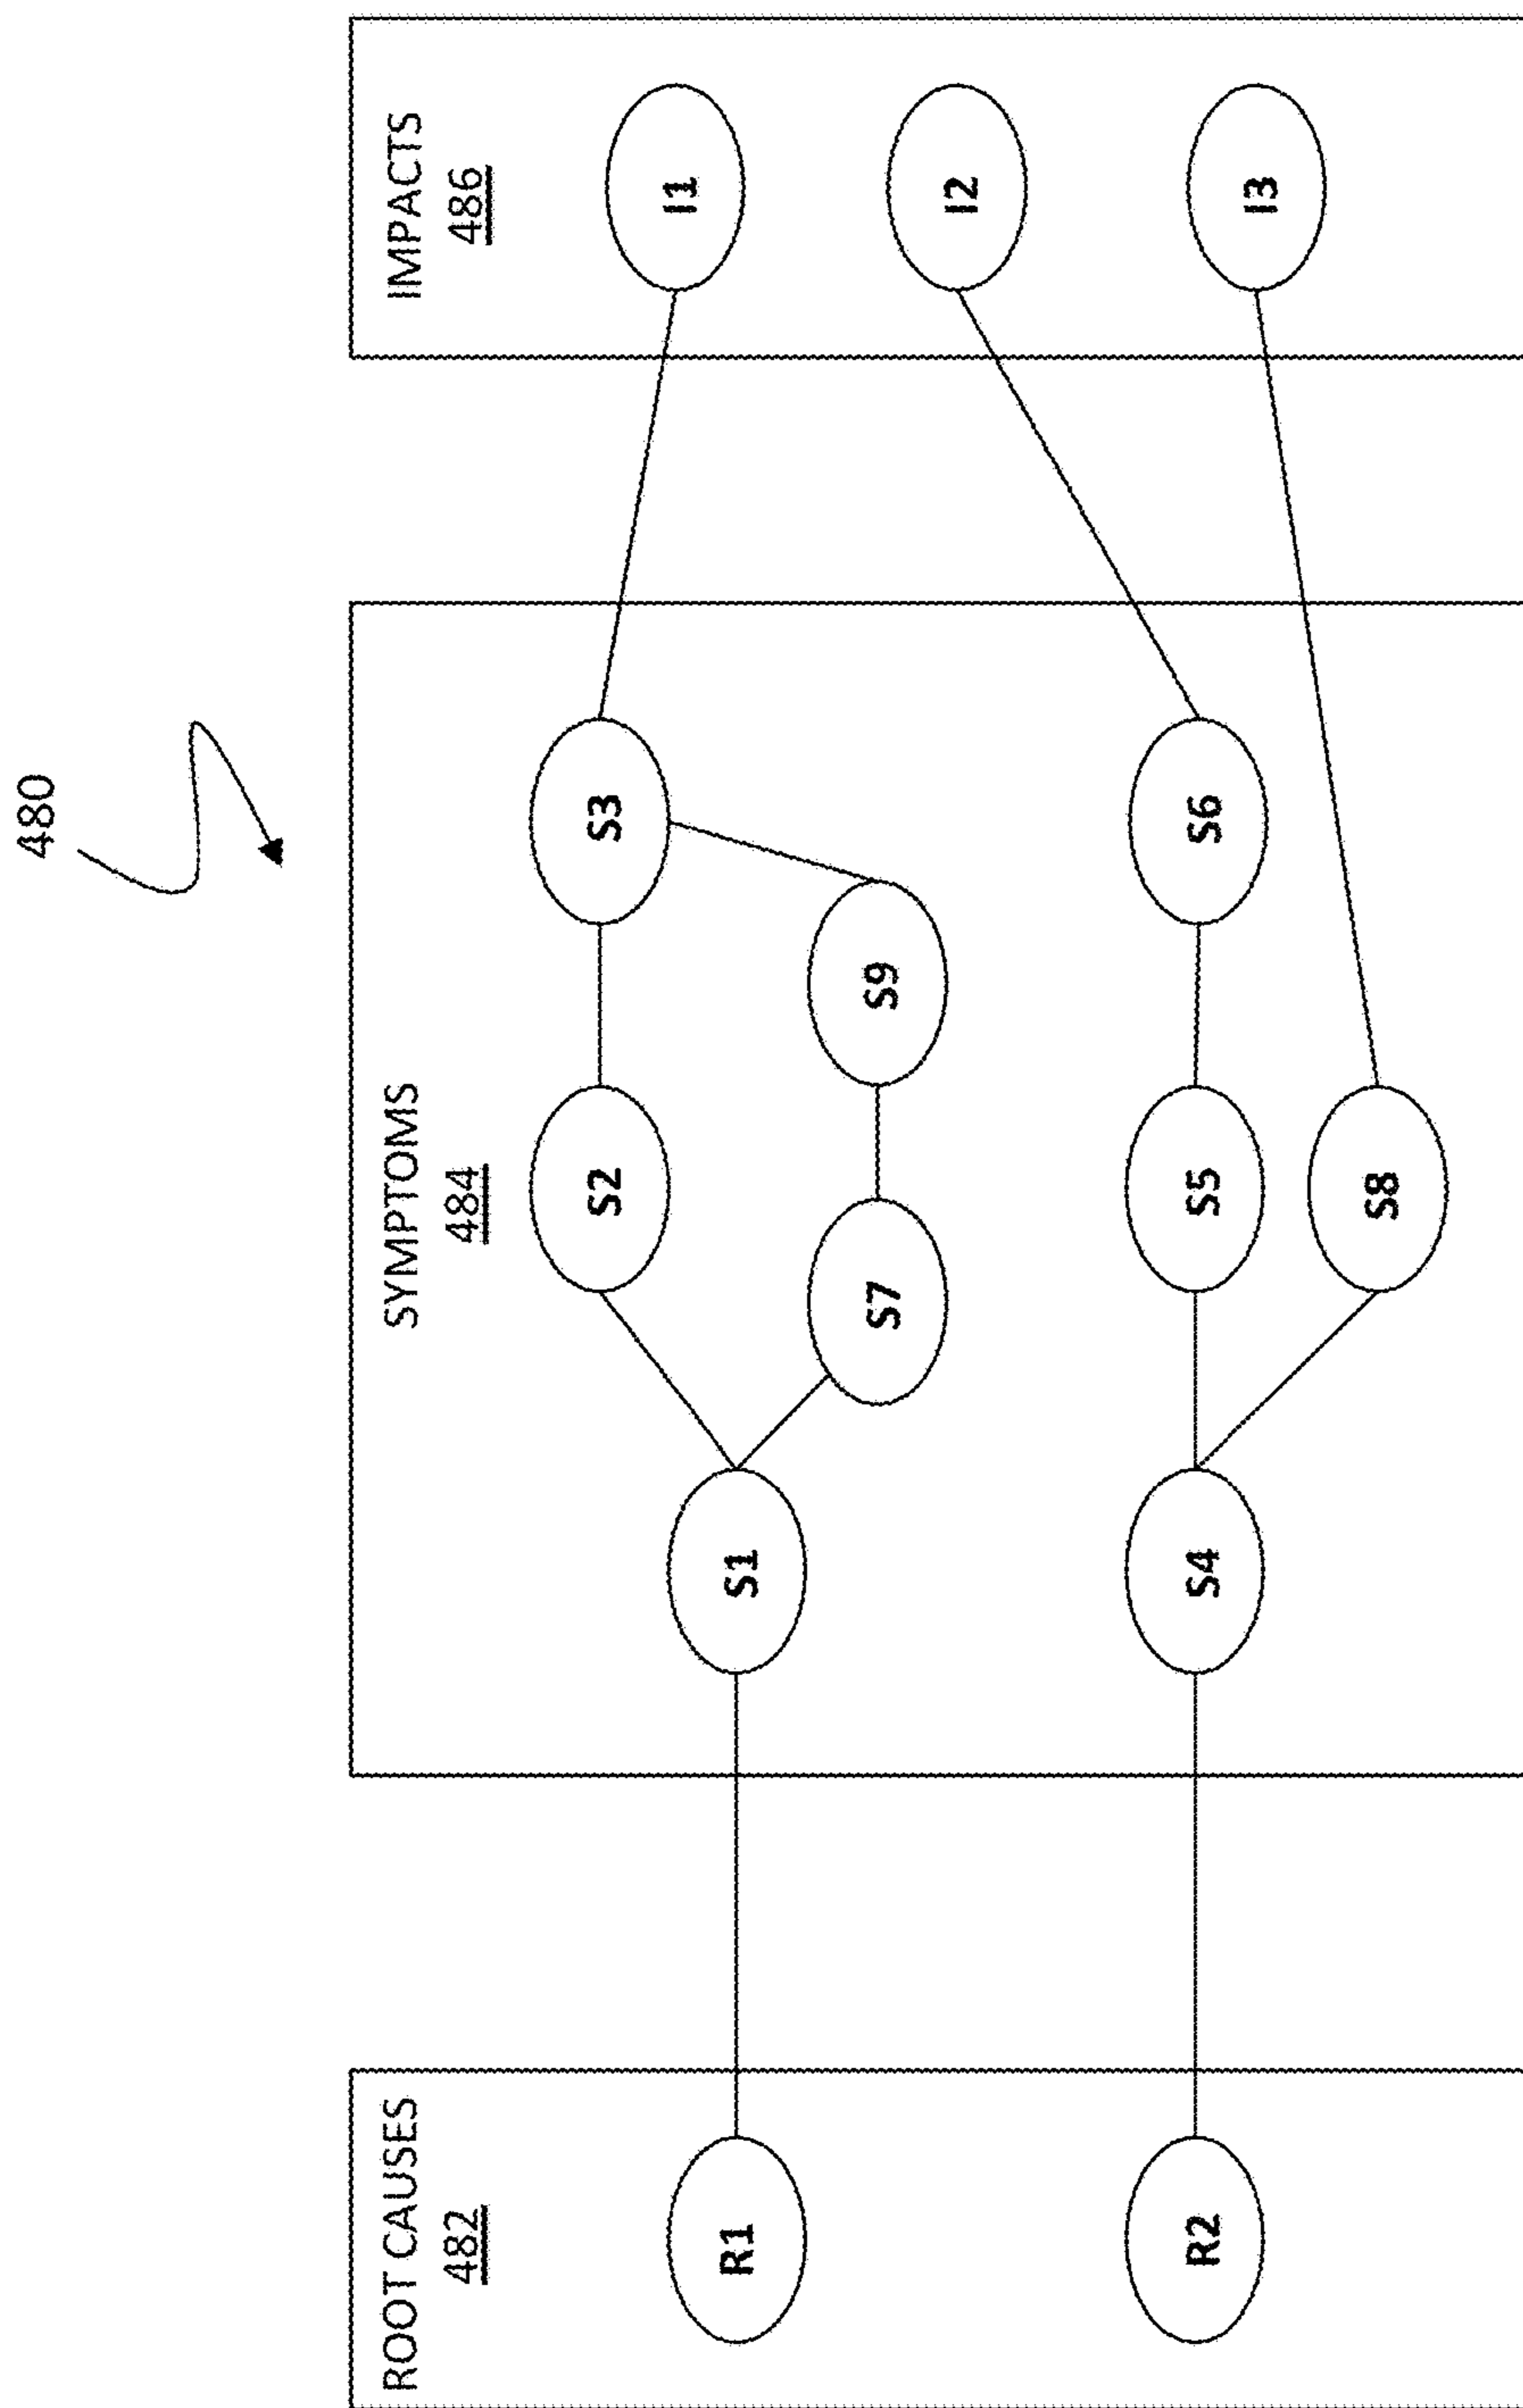 480
ROOT CAUSES
482
R1
R2
SYMPTOMS
484
S1
S2
S3
S7
S9
S4
S5
S6
S8
IMPACTS
486
I1
I2
I3